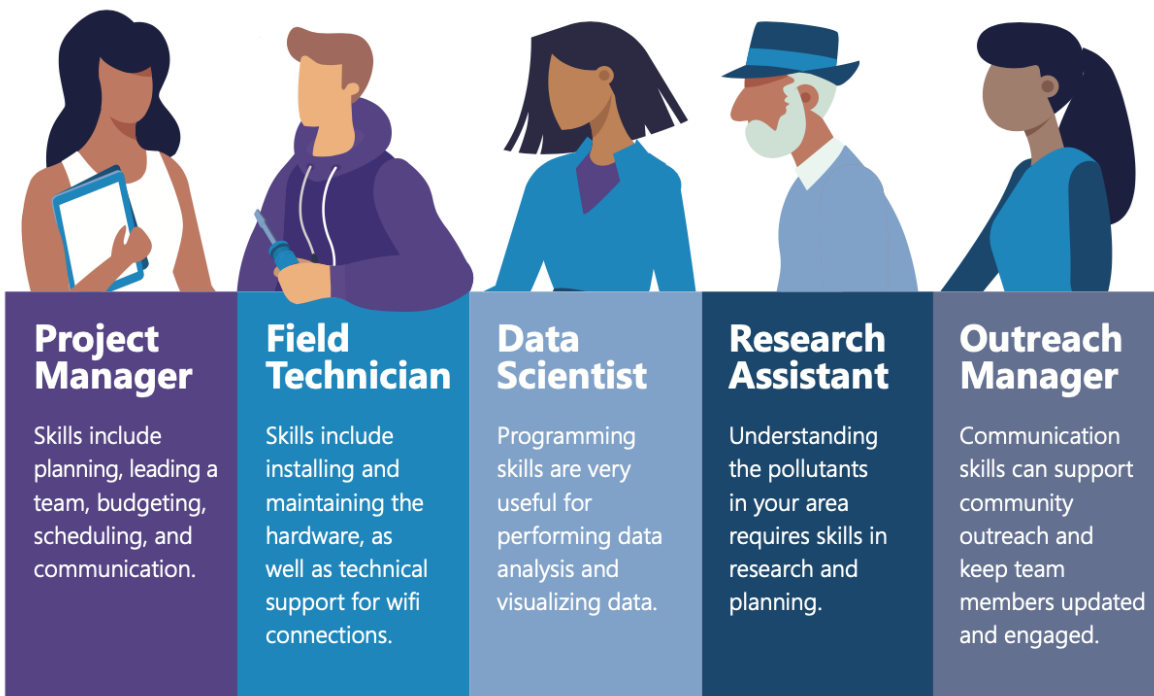 Project
Manager
Skills include
planning, leading a
team, budgeting,
scheduling, and
communication.
Field
Technician
Skills include
installing and
maintaining the
hardware, as
well as technical
support for wifi
connections.
Data
Scientist
Programming
skills are very
useful for
performing data
analysis and
visualizing data.
Research
Assistant
Understanding
the pollutants
in your area
requires skills in
research and
planning.
Outreach
Manager
Communication
skills can support
community
outreach and
keep team
members updated
and engaged.